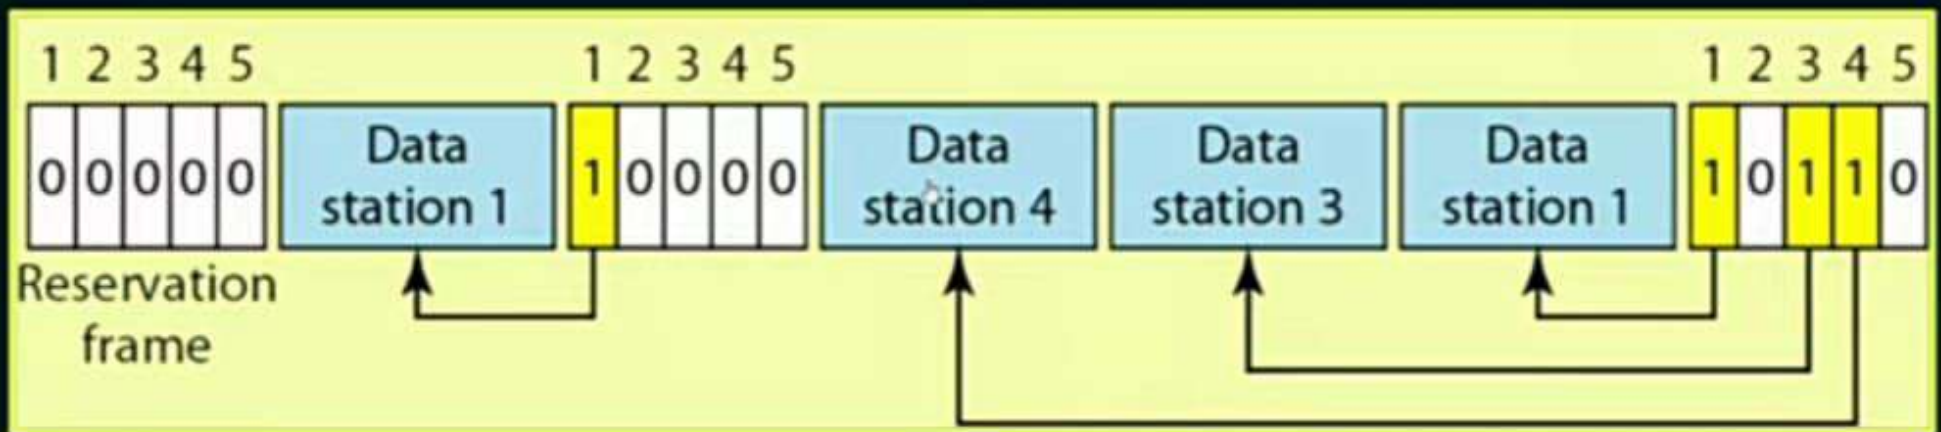 1 2 3 4 5
1 2 3 4 5
1 2 3 4 5
0 0 0 0 0
Data
station 1
1 0 0 0 0
Data
station 4
Data
station 3
Data
station 1
1 0 1 1 0
Reservation
frame